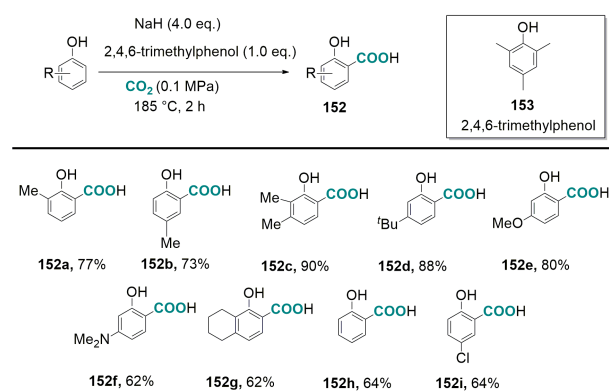 OH
R
NaH (4.0 eq.)
2,4,6-trimethylphenol (1.0 eq.)
CO₂ (0.1 MPa)
185 °C, 2 h
OH
COOH
R
152
OH
153
2,4,6-trimethylphenol
OH
Me
COOH
152a, 77%
OH
COOH
Me
152b, 73%
OH
Me
COOH
Me
152c, 90%
OH
COOH
ᵗBu
152d, 88%
OH
COOH
MeO
152e, 80%
OH
COOH
Me₂N
152f, 62%
OH
COOH
152g, 62%
OH
COOH
152h, 64%
OH
COOH
Cl
152i, 64%